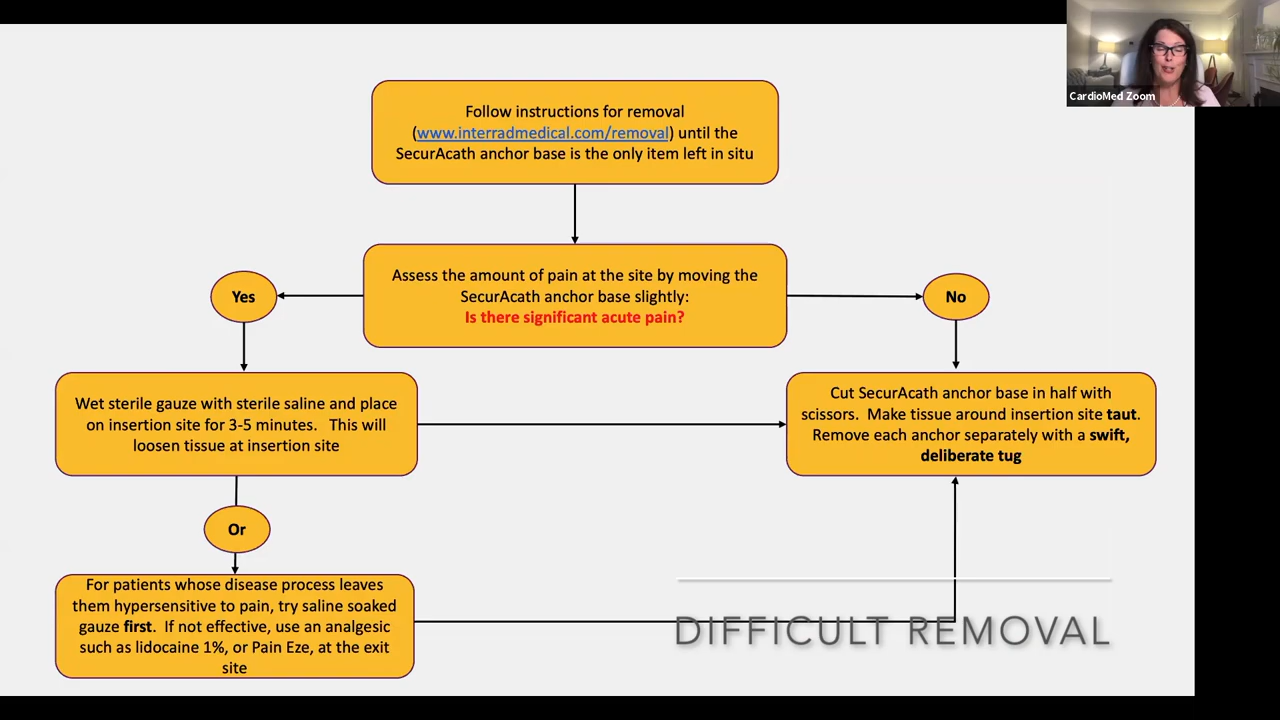 CardioMed Zoom
Follow instructions for removal
(www.interradmedical.com/removal) until the
SecurAcath anchor base is the only item left in situ
Assess the amount of pain at the site by moving the
SecurAcath anchor base slightly:
Is there significant acute pain?
Yes
No
Wet sterile gauze with sterile saline and place
on insertion site for 3-5 minutes. This will
loosen tissue at insertion site
Cut SecurAcath anchor base in half with
scissors. Make tissue around insertion site taut.
Remove each anchor separately with a swift,
deliberate tug
Or
For patients whose disease process leaves
them hypersensitive to pain, try saline soaked
gauze first. If not effective, use an analgesic
such as lidocaine 1%, or Pain Eze, at the exit
site
DIFFICULT REMOVAL